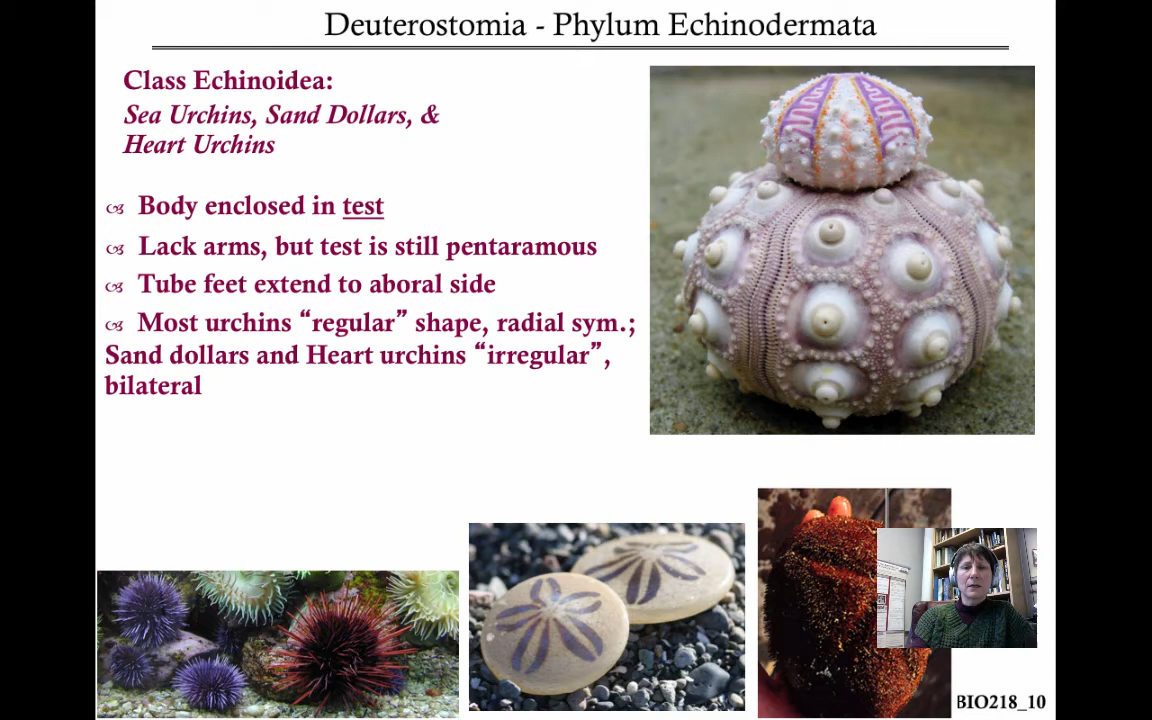 Deuterostomia - Phylum Echinodermata
Class Echinoidea:
Sea Urchins, Sand Dollars, &
Heart Urchins
Body enclosed in test
Lack arms, but test is still pentaramous
Tube feet extend to aboral side
Most urchins “regular” shape, radial sym.;
Sand dollars and Heart urchins “irregular”,
bilateral
BIO218_10